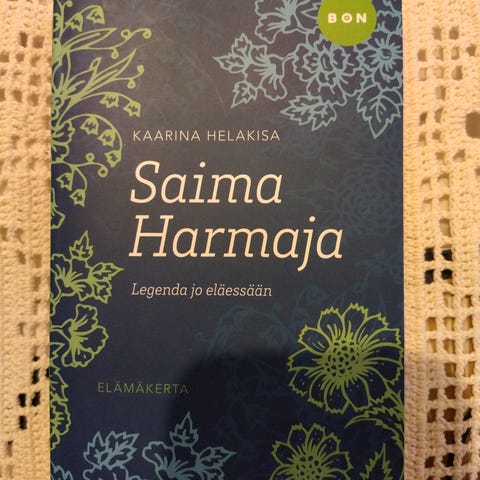 BON
KAARINA HELAKISA
Saima
Harmaja
Legenda jo eläessään
ELÄMÄKERTA